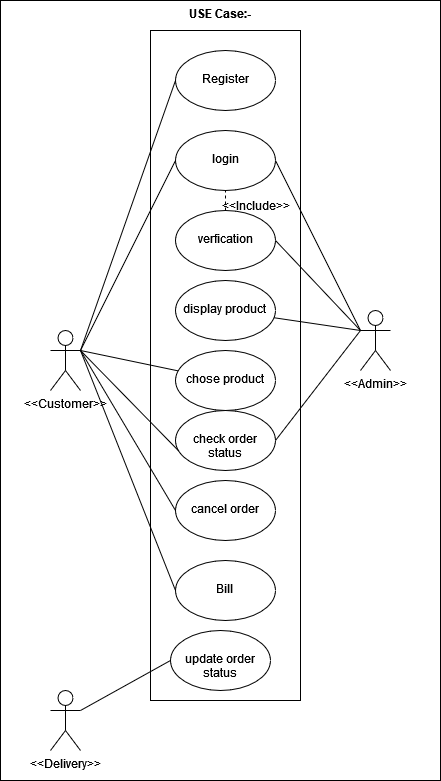 USE Case:-
Register
login
<<Include>>
verfication
display product
chose product
<<Customer>>
<<Admin>>
check order
status
cancel order
Bill
update order
status
<<Delivery>>